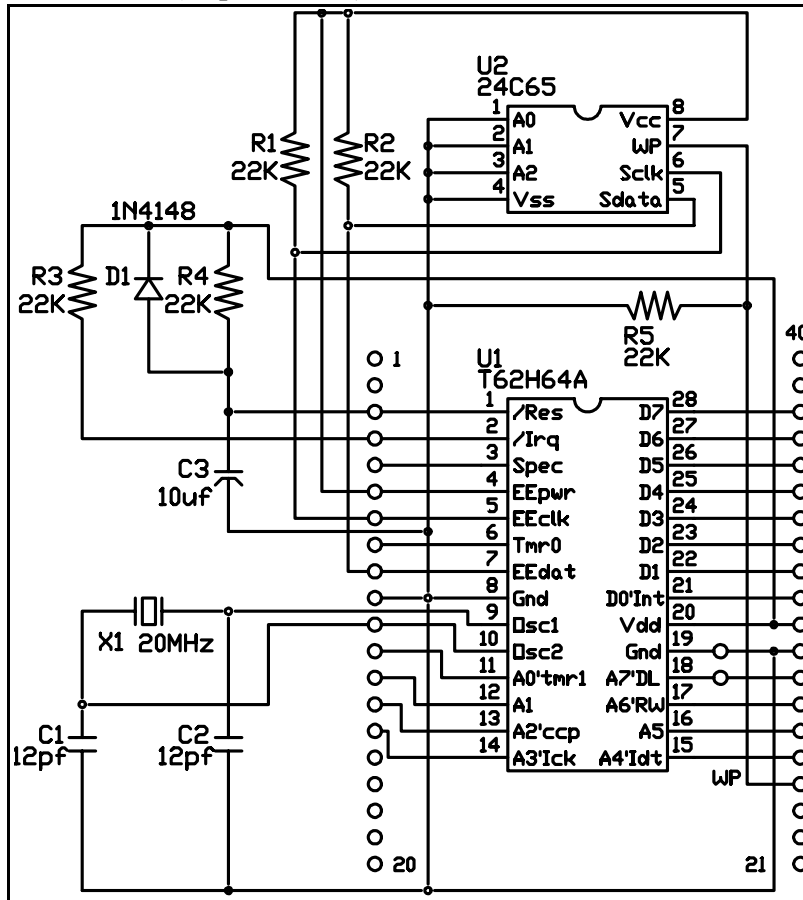 U2
24C65
1 A0 Vcc 8
2 A1 WP 7
3 A2 Sclk 6
4 Vss Sdata 5
R1
22K
R2
22K
1N4148
R3
22K
D1
R4
22K
R5
22K
40
1
U1
T62H64A
1 /Res D7 28
2 /Irq D6 27
3 Spec D5 26
4 EEpwr D4 25
5 EEclk D3 24
6 Tmr0 D2 23
7 EEdat D1 22
8 Gnd D0'Int 21
9 Osc1 Vdd 20
10 Osc2 Gnd 19
11 A0'tmr1 A7'DL 18
12 A1 A6'RW 17
13 A2'ccp A5 16
14 A3'Ick A4'Idt 15
C3
10uf
X1 20MHz
C1
12pf
C2
12pf
WP
20
21